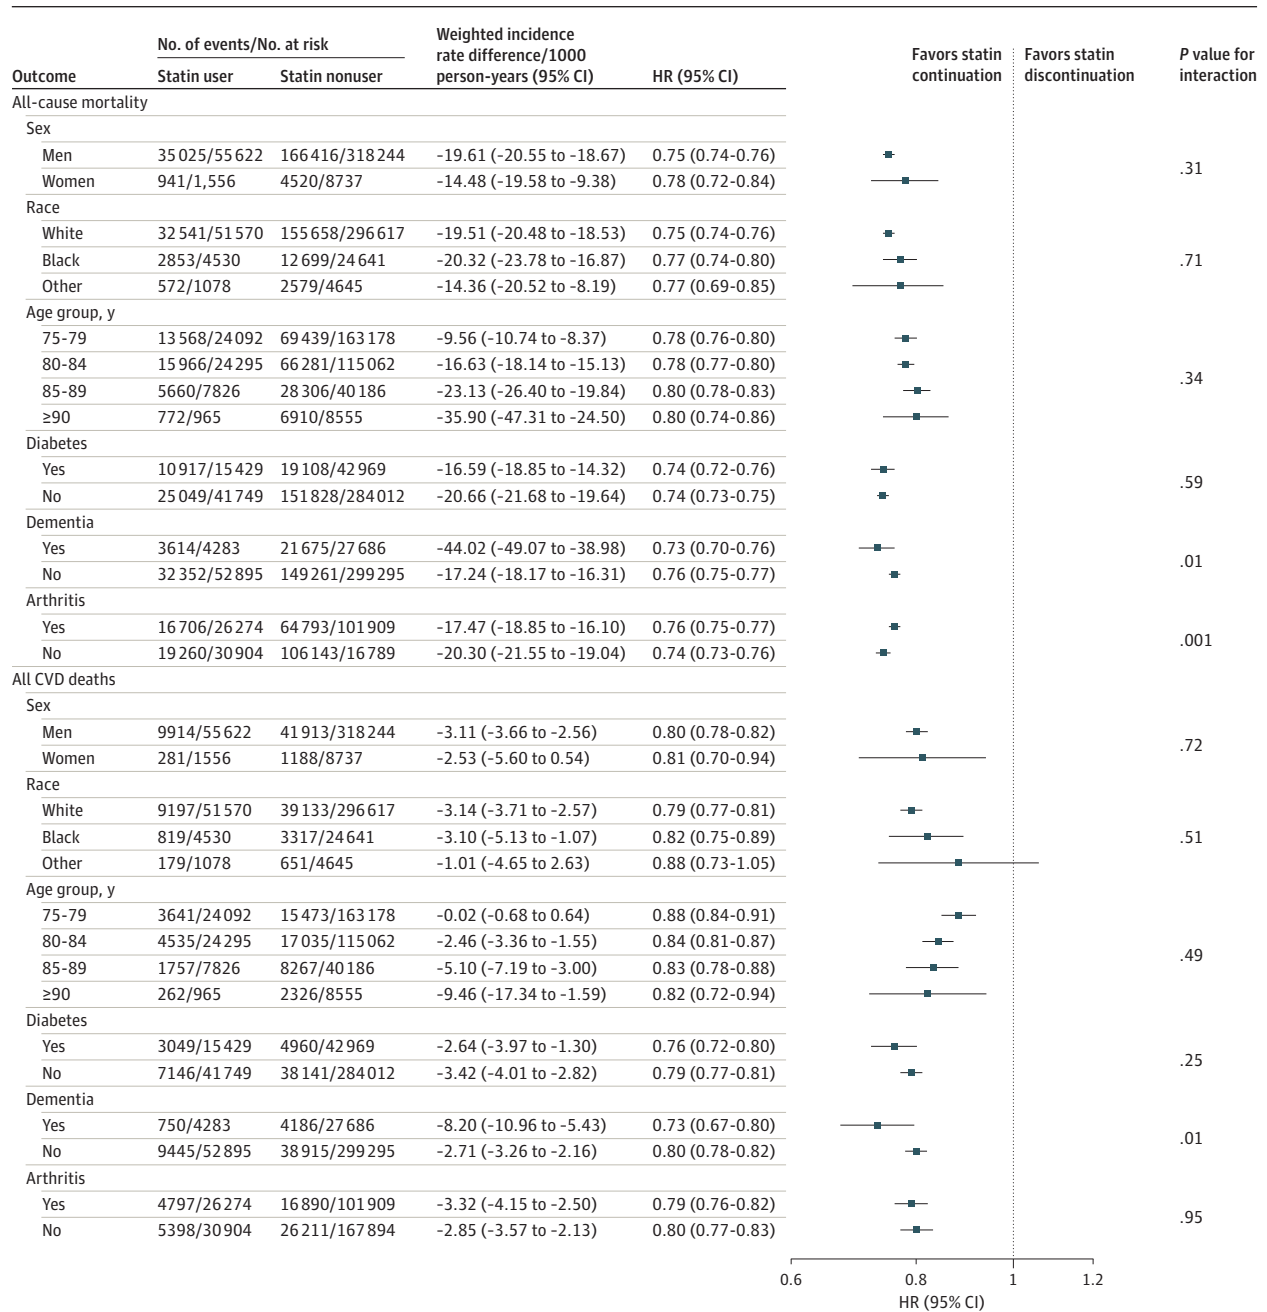 No. of events/No. at risk Weighted incidence rate difference/1000 person-years (95% CI) Favors statin continuation Favors statin discontinuation P value for interaction
Outcome Statin user Statin nonuser HR (95% CI)
All-cause mortality
Sex
Men 35025/55622 166416/318244 -19.61 (-20.55 to -18.67) 0.75 (0.74-0.76)
.31
Women 941/1,556 4520/8737 -14.48 (-19.58 to -9.38) 0.78 (0.72-0.84)
Race
White 32541/51570 155658/296617 -19.51 (-20.48 to -18.53) 0.75 (0.74-0.76)
Black 2853/4530 12699/24641 -20.32 (-23.78 to -16.87) 0.77 (0.74-0.80) .71
Other 572/1078 2579/4645 -14.36 (-20.52 to -8.19) 0.77 (0.69-0.85)
Age group, y
75-79 13568/24092 69439/163178 -9.56 (-10.74 to -8.37) 0.78 (0.76-0.80)
80-84 15966/24295 66281/115062 -16.63 (-18.14 to -15.13) 0.78 (0.77-0.80)
.34
85-89 5660/7826 28306/40186 -23.13 (-26.40 to -19.84) 0.80 (0.78-0.83)
≥90 772/965 6910/8555 -35.90 (-47.31 to -24.50) 0.80 (0.74-0.86)
Diabetes
Yes 10917/15429 19108/42969 -16.59 (-18.85 to -14.32) 0.74 (0.72-0.76)
.59
No 25049/41749 151828/284012 -20.66 (-21.68 to -19.64) 0.74 (0.73-0.75)
Dementia
Yes 3614/4283 21675/27686 -44.02 (-49.07 to -38.98) 0.73 (0.70-0.76)
.01
No 32352/52895 149261/299295 -17.24 (-18.17 to -16.31) 0.76 (0.75-0.77)
Arthritis
Yes 16706/26274 64793/101909 -17.47 (-18.85 to -16.10) 0.76 (0.75-0.77)
.001
No 19260/30904 106143/16789 -20.30 (-21.55 to -19.04) 0.74 (0.73-0.76)
All CVD deaths
Sex
Men 9914/55622 41913/318244 -3.11 (-3.66 to -2.56) 0.80 (0.78-0.82)
.72
Women 281/1556 1188/8737 -2.53 (-5.60 to 0.54) 0.81 (0.70-0.94)
Race
White 9197/51570 39133/296617 -3.14 (-3.71 to -2.57) 0.79 (0.77-0.81)
Black 819/4530 3317/24641 -3.10 (-5.13 to -1.07) 0.82 (0.75-0.89) .51
Other 179/1078 651/4645 -1.01 (-4.65 to 2.63) 0.88 (0.73-1.05)
Age group, y
75-79 3641/24092 15473/163178 -0.02 (-0.68 to 0.64) 0.88 (0.84-0.91)
80-84 4535/24295 17035/115062 -2.46 (-3.36 to -1.55) 0.84 (0.81-0.87)
.49
85-89 1757/7826 8267/40186 -5.10 (-7.19 to -3.00) 0.83 (0.78-0.88)
≥90 262/965 2326/8555 -9.46 (-17.34 to -1.59) 0.82 (0.72-0.94)
Diabetes
Yes 3049/15429 4960/42969 -2.64 (-3.97 to -1.30) 0.76 (0.72-0.80)
.25
No 7146/41749 38141/284012 -3.42 (-4.01 to -2.82) 0.79 (0.77-0.81)
Dementia
Yes 750/4283 4186/27686 -8.20 (-10.96 to -5.43) 0.73 (0.67-0.80)
.01
No 9445/52895 38915/299295 -2.71 (-3.26 to -2.16) 0.80 (0.78-0.82)
Arthritis
Yes 4797/26274 16890/101909 -3.32 (-4.15 to -2.50) 0.79 (0.76-0.82)
.95
No 5398/30904 26211/167894 -2.85 (-3.57 to -2.13) 0.80 (0.77-0.83)
0.6 0.8 1 1.2
HR (95% CI)